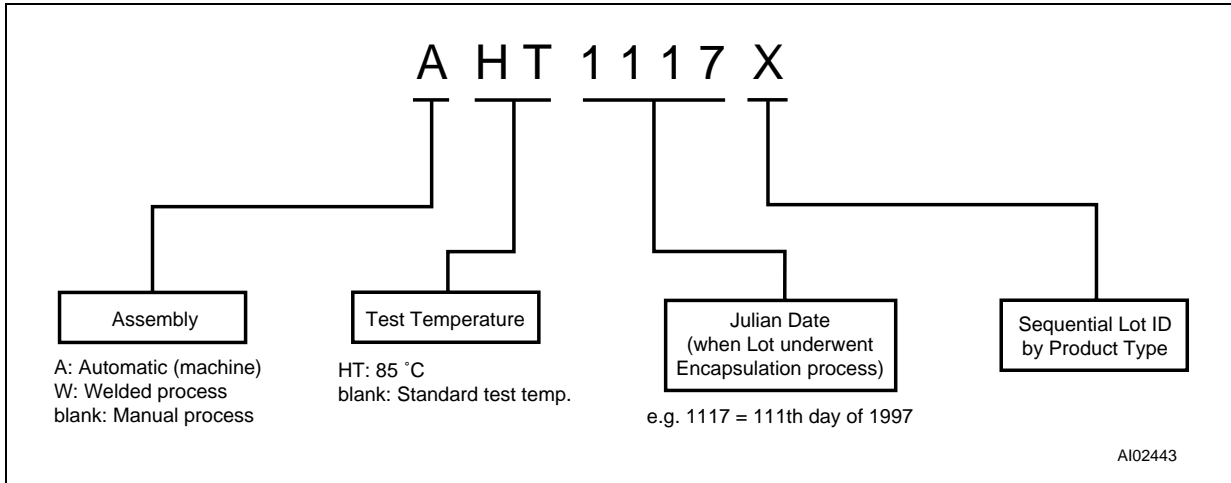 A HT 1117 X
Assembly
A: Automatic (machine)
W: Welded process
blank: Manual process
Test Temperature
HT: 85 ˚C
blank: Standard test temp.
Julian Date
(when Lot underwent
Encapsulation process)
e.g. 1117 = 111th day of 1997
Sequential Lot ID
by Product Type
AI02443